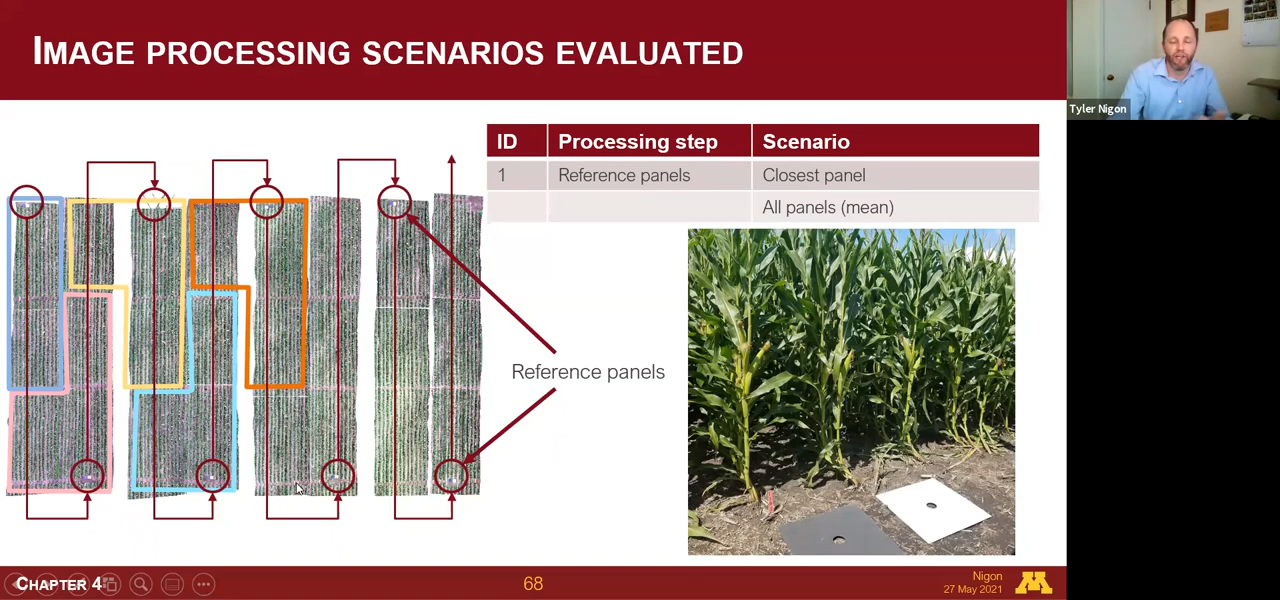 IMAGE PROCESSING SCENARIOS EVALUATED
Tyler Nigon
ID Processing step Scenario
1 Reference panels Closest panel
All panels (mean)
Reference panels
CHAPTER 4
68
Nigon
27 May 2021
M